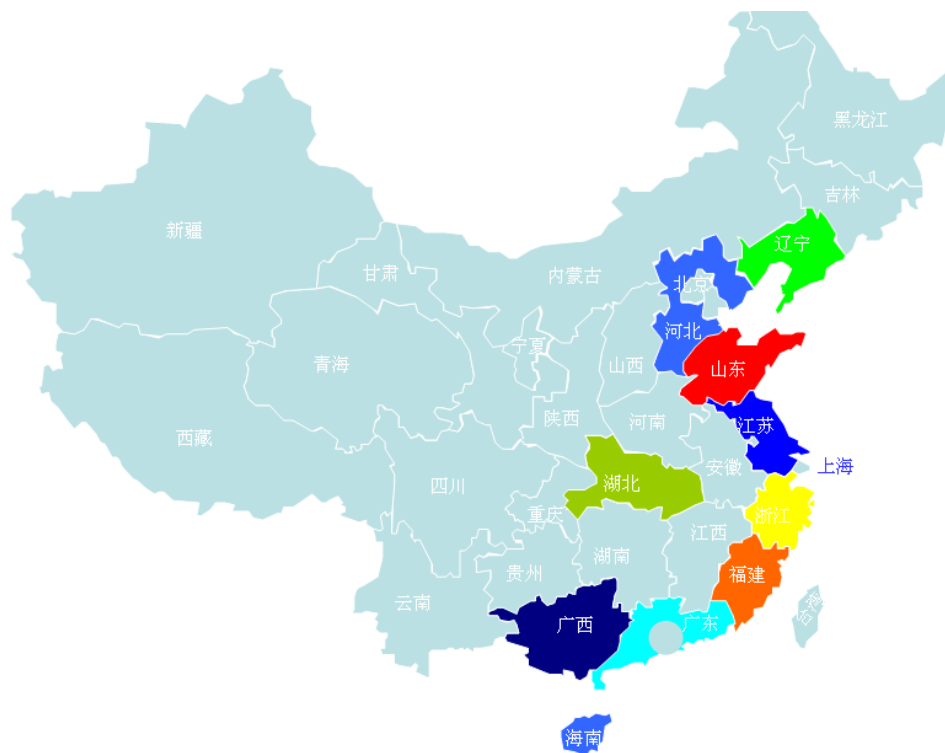 黑龙江
吉林
新疆
辽宁
甘肃
内蒙古
北京
宁夏
河北
青海
山西
山东
陕西
河南
江苏
西藏
安徽
上海
四川
湖北
重庆
浙江
江西
湖南
贵州
福建
云南
台湾
广西
广东
海南